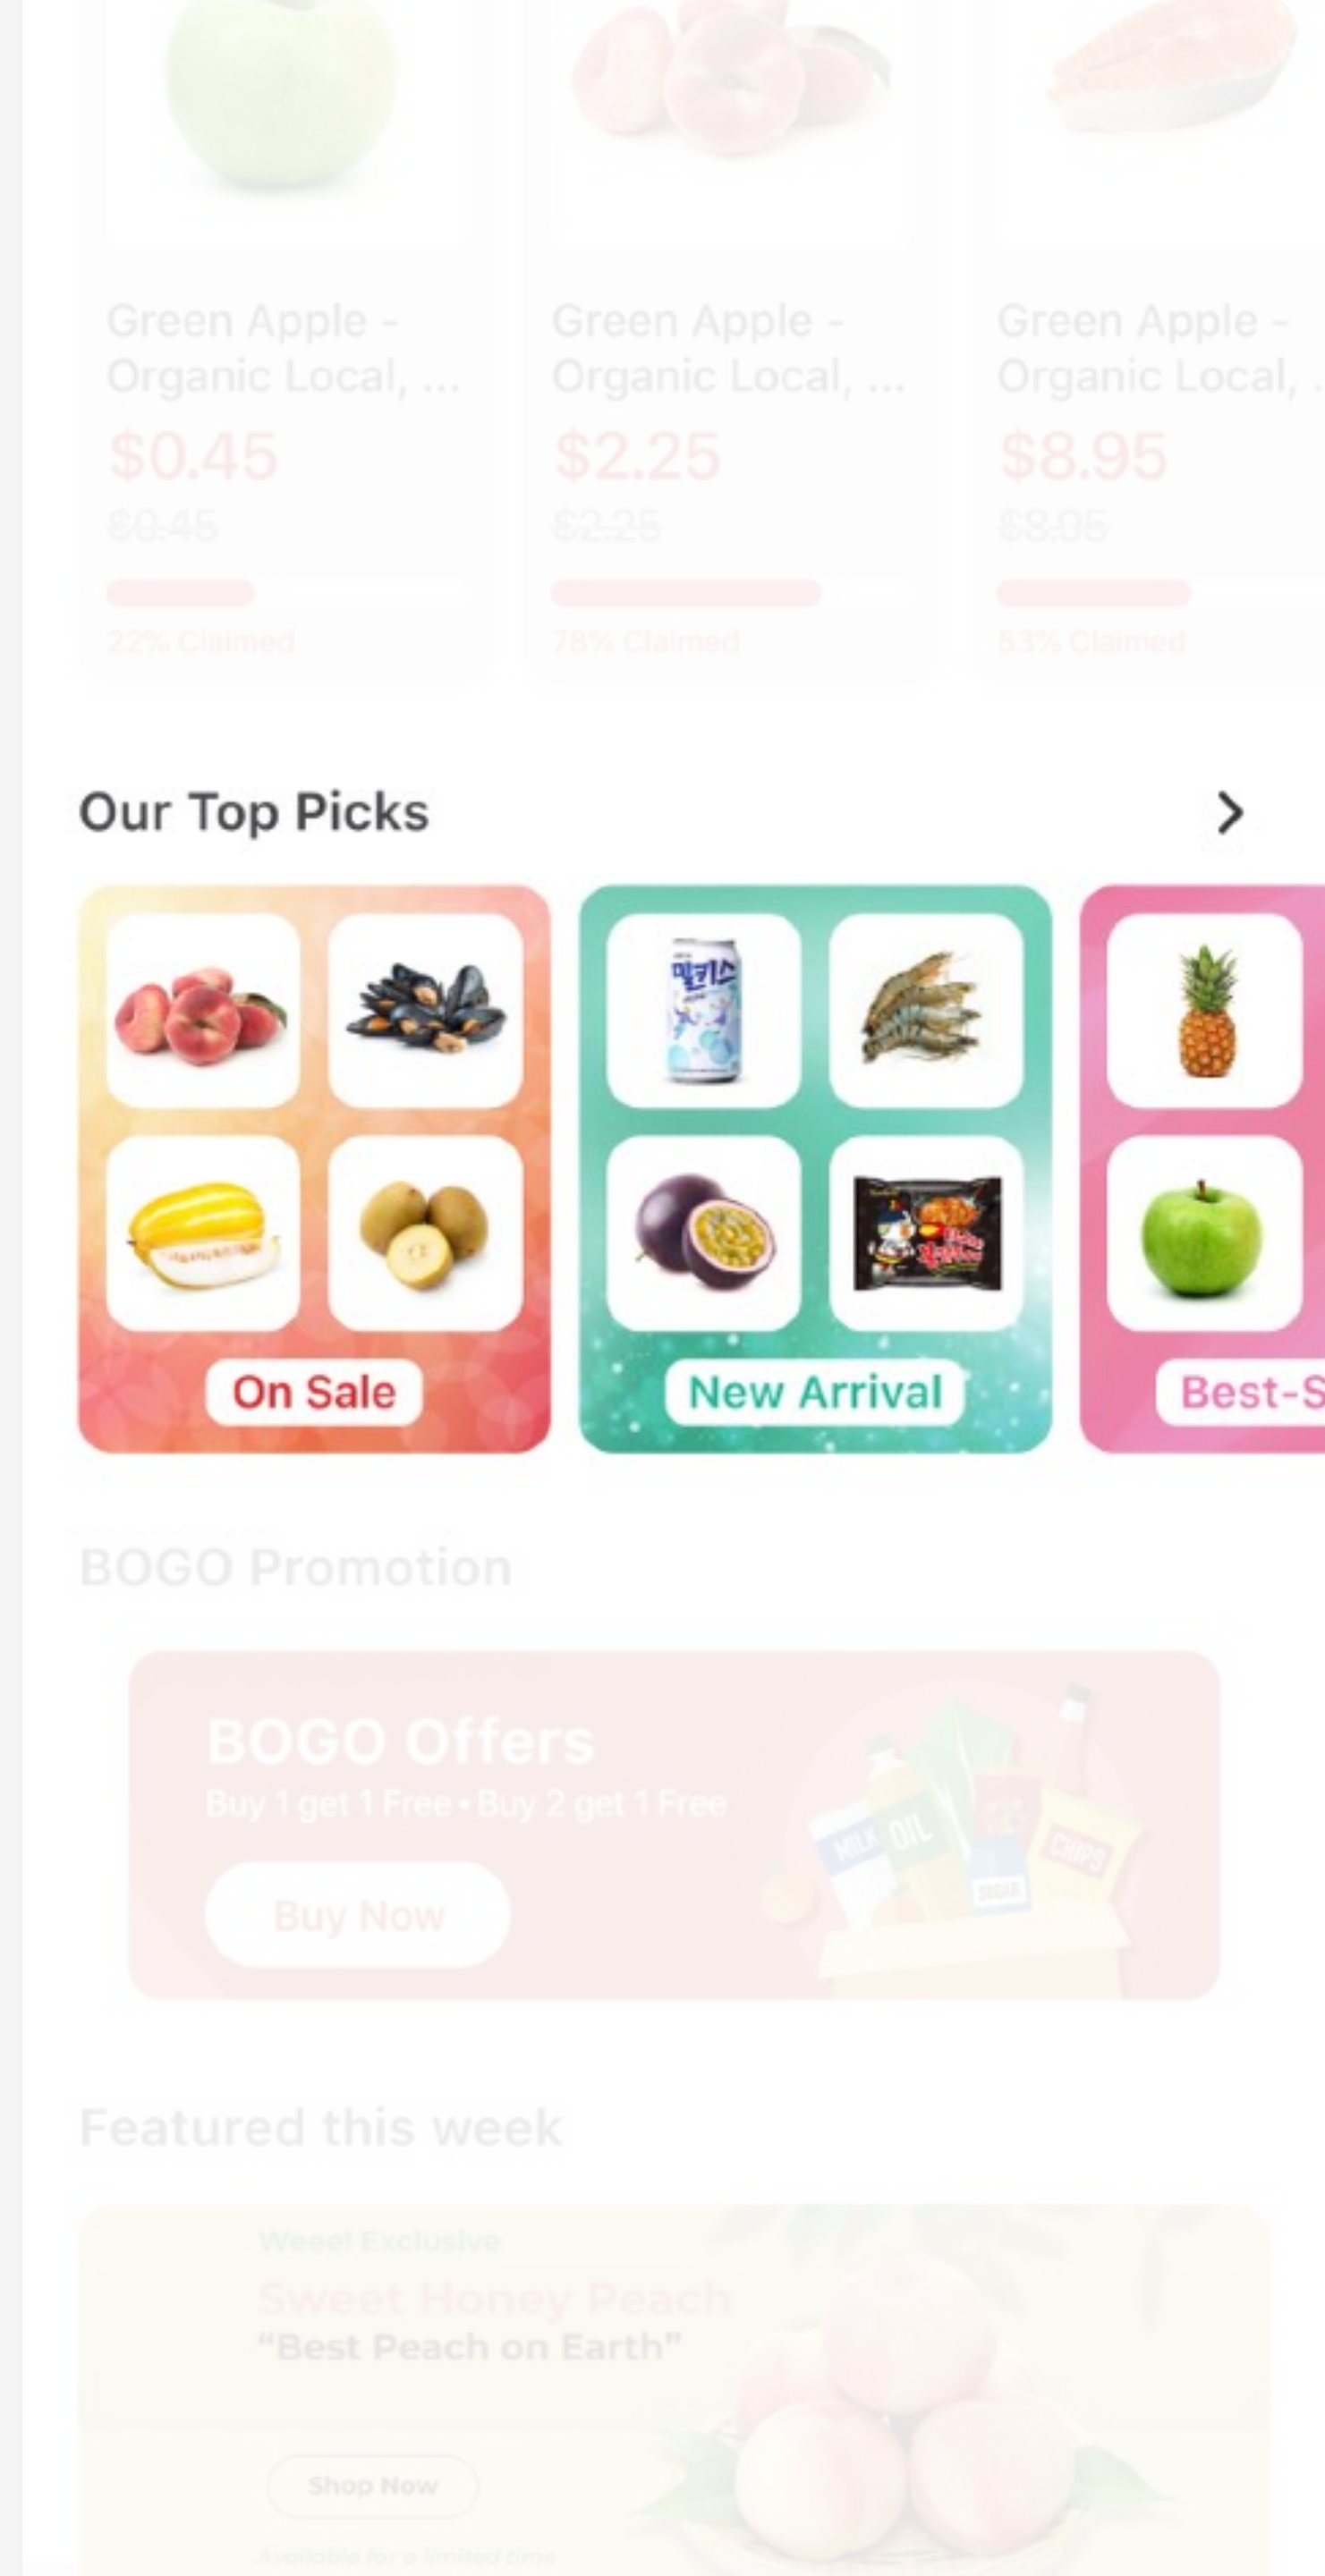 Green Apple -
Organic Local, ...
$0.45
$0.45
22% Claimed
Green Apple -
Organic Local, ...
$2.25
$2.25
78% Claimed
Green Apple -
Organic Local, .
$8.95
$8.95
53% Claimed
Our Top Picks
On Sale
밀키스
New Arrival
Best-S
BOGO Promotion
BOGO Offers
Buy 1 get 1 Free • Buy 2 get 1 Free
Buy Now
MILK
OIL
SUGAR
CHIPS
Featured this week
Weee! Exclusive
Sweet Honey Peach
“Best Peach on Earth”
Shop Now
Available for a limited time